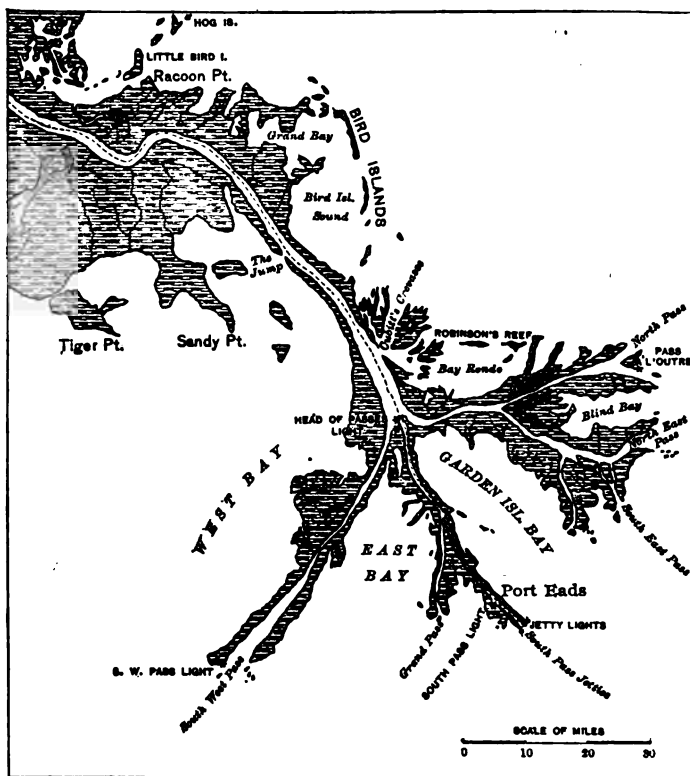 HOG IS.
LITTLE BIRD I.
Racoon Pt.
Grand Bay
BIRD ISLANDS
Bird Isl.
Sound
The
Jump
Tiger Pt.
Sandy Pt.
Cubitt's Crevasse
ROBINSON'S REEF
Bay Ronde
North Pass
PASS
L'OUTRE
Blind Bay
North East
Pass
HEAD OF PASSES
LIGHT
WEST BAY
GARDEN ISL. BAY
South East Pass
EAST
BAY
Port Eads
JETTY LIGHTS
South Pass Jetties
SOUTH PASS LIGHT
Grand Pass
S. W. PASS LIGHT
South West Pass
SCALE OF MILES
0 10 20 30